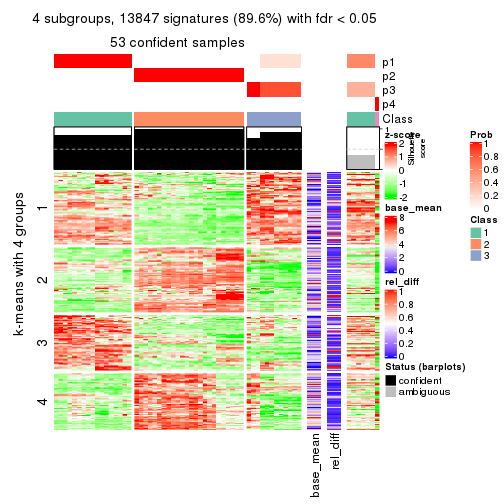 4 subgroups, 13847 signatures (89.6%) with fdr < 0.05
53 confident samples
p1
p2
p3
p4
Class
1
Silhouette
score
k-means with 4 groups
1
2
3
4
base_mean
rel_diff
z-score
2
1
0
-1
-2
base_mean
8
6
4
2
0
rel_diff
1
0.8
0.6
0.4
0.2
0
Status (barplots)
confident
ambiguous
Prob
1
0.8
0.6
0.4
0.2
0
Class
1
2
3